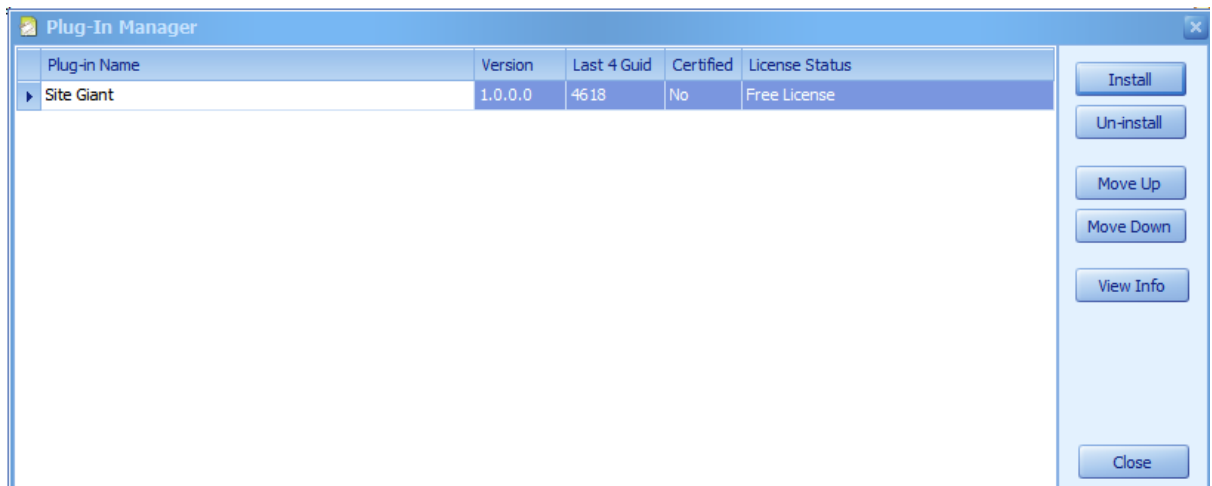 Plug-In Manager
Plug-in Name Version Last 4 Guid Certified License Status
Site Giant 1.0.0.0 4618 No Free License
Install
Un-install
Move Up
Move Down
View Info
Close